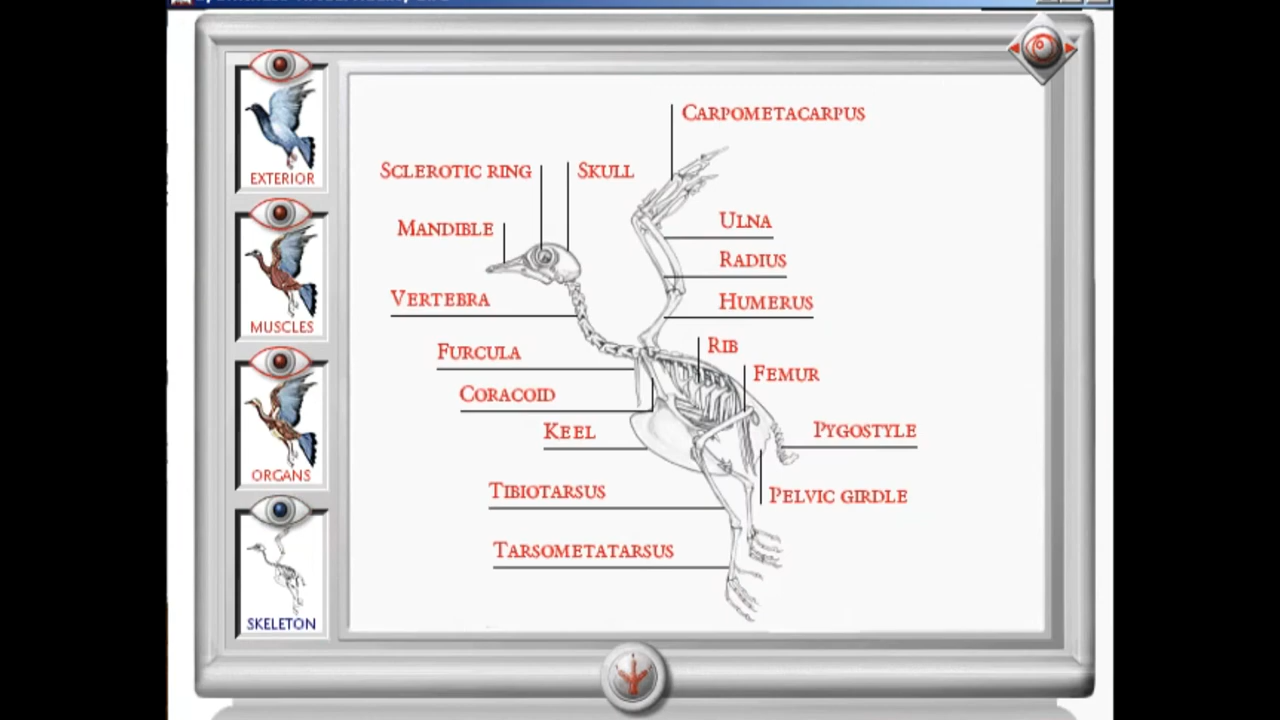 EXTERIOR
MUSCLES
ORGANS
SKELETON
CARPOMETACARPUS
SCLEROTIC RING
SKULL
MANDIBLE
ULNA
RADIUS
VERTEBRA
HUMERUS
FURCULA
RIB
FEMUR
CORACOID
KEEL
PYGOSTYLE
TIBIOTARSUS
PELVIC GIRDLE
TARSOMETATARSUS